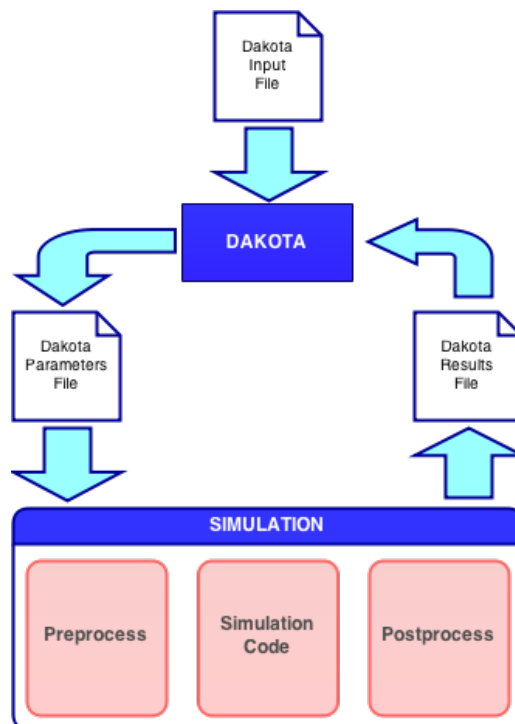 Dakota
Input
File
DAKOTA
Dakota
Parameters
File
Dakota
Results
File
SIMULATION
Preprocess
Simulation
Code
Postprocess